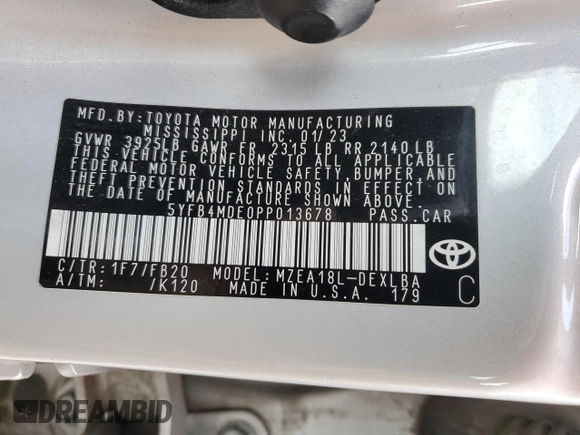 MFD. BY: TOYOTA MOTOR MANUFACTURING
MISSISSIPPI INC. 01/23
GVWR 3925LB GAWR FR 2315 LB RR 2140 LB
THIS VEHICLE CONFORMS TO ALL APPLICABLE
FEDERAL MOTOR VEHICLE SAFETY, BUMPER, AND
THEFT PREVENTION STANDARDS IN EFFECT ON
THE DATE OF MANUFACTURE SHOWN ABOVE.
5YFB4MDE0PP013678 PASS. CAR
C/TR: 1F7/FB20 MODEL: MZEA18L-DEXLBA
A/TM: /K120 MADE IN U.S.A. 179
C
DREAMBID